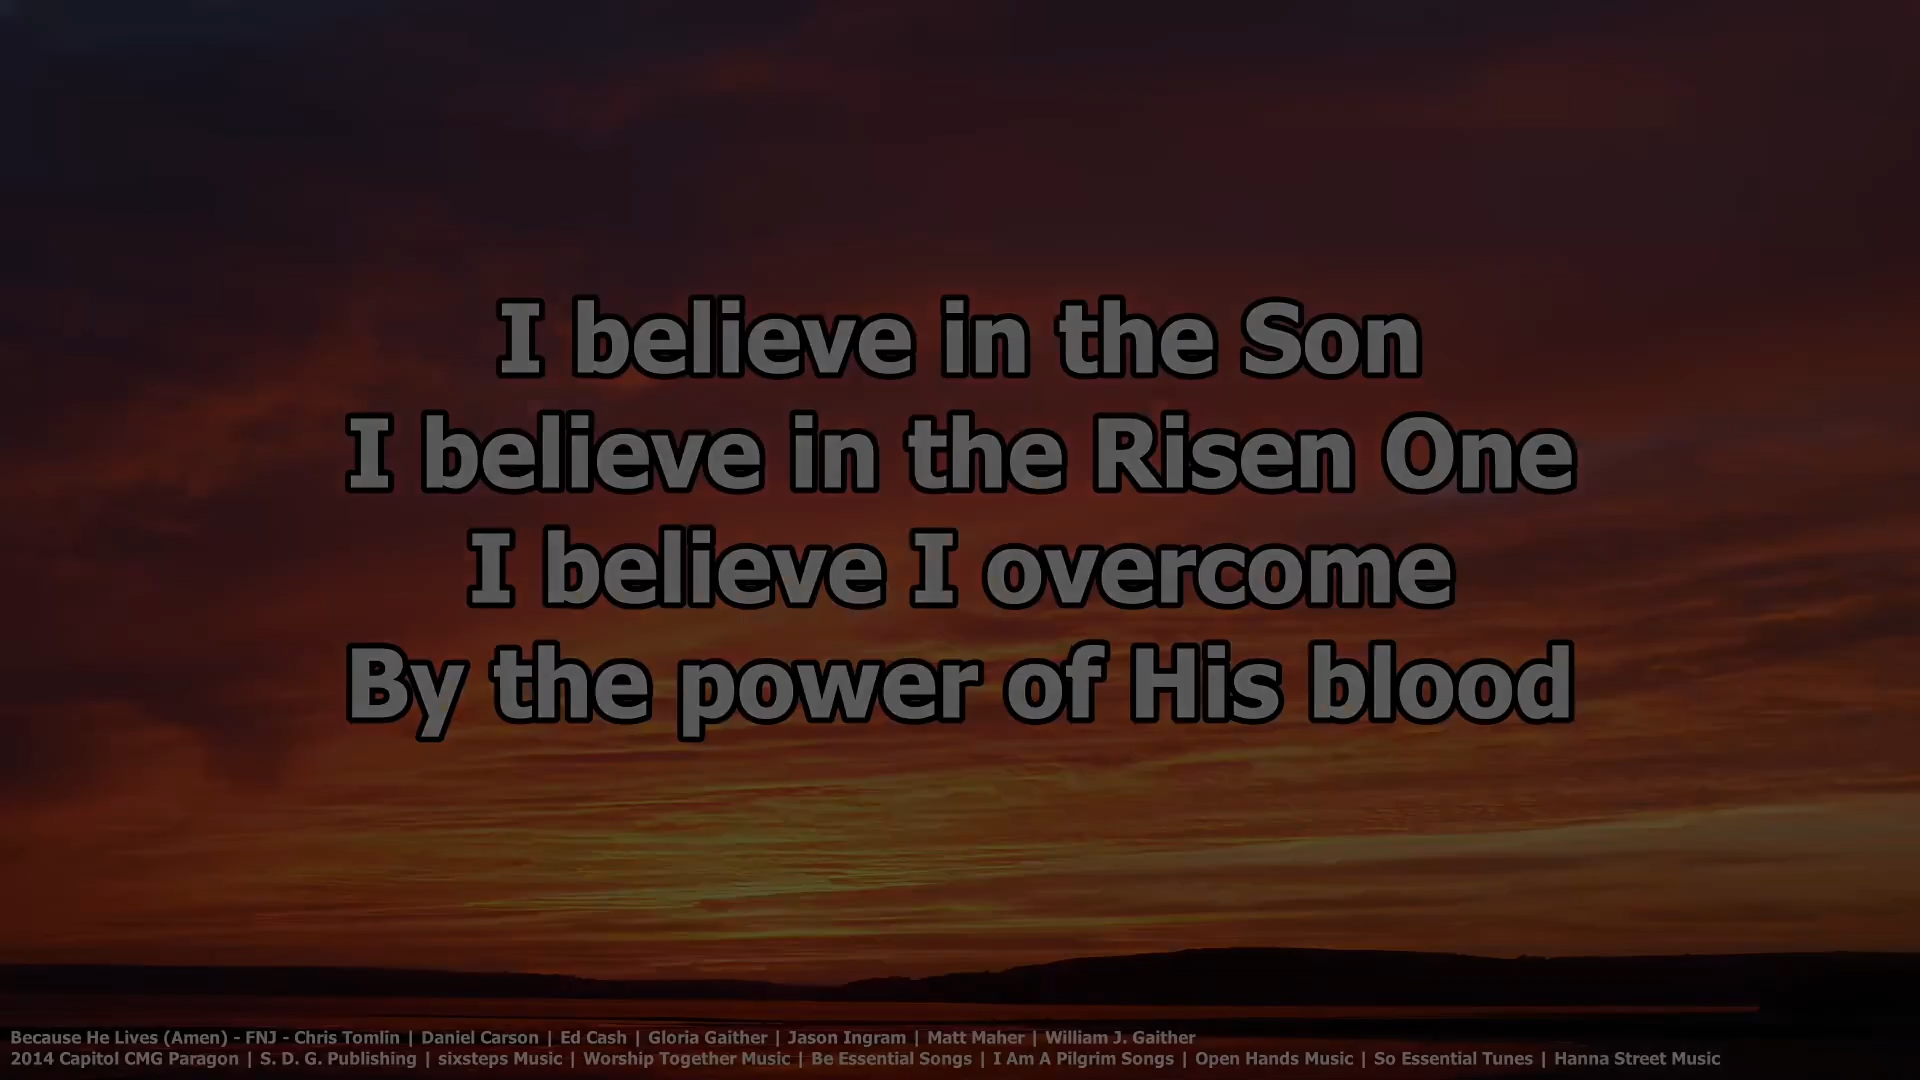 I believe in the Son
I believe in the Risen One
I believe I overcome
By the power of His blood
Because He Lives (Amen) - FNJ - Chris Tomlin | Daniel Carson | Ed Cash | Gloria Gaither | Jason Ingram | Matt Maher | William J. Gaither
2014 Capitol CMG Paragon | S. D. G. Publishing | sixsteps Music | Worship Together Music | Be Essential Songs | I Am A Pilgrim Songs | Open Hands Music | So Essential Tunes | Hanna Street Music